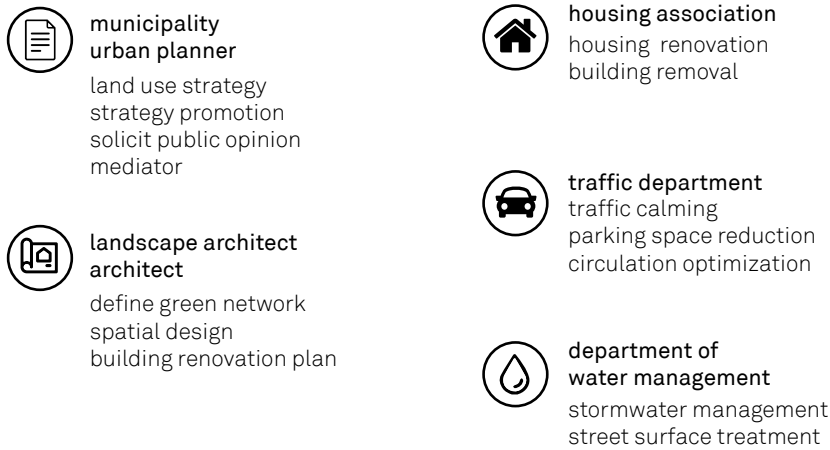 municipality
urban planner
land use strategy
strategy promotion
solicit public opinion
mediator
landscape architect
architect
define green network
spatial design
building renovation plan
housing association
housing renovation
building removal
traffic department
traffic calming
parking space reduction
circulation optimization
department of
water management
stormwater management
street surface treatment